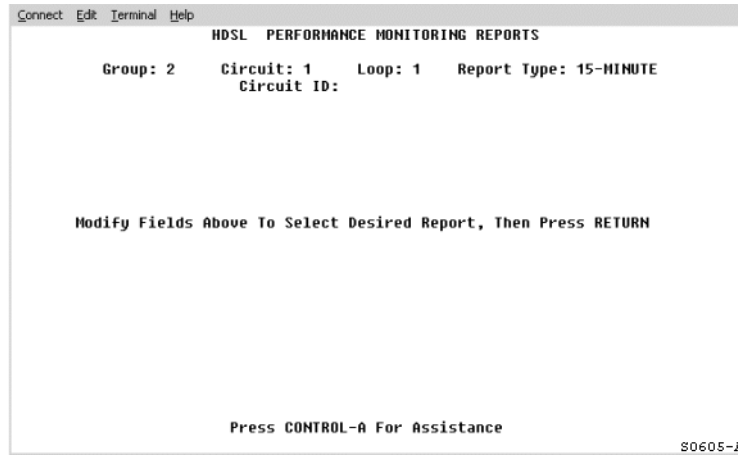 Connect Edit Terminal Help
HDSL PERFORMANCE MONITORING REPORTS
Group: 2 Circuit: 1 Loop: 1 Report Type: 15-MINUTE
Circuit ID:
Modify Fields Above To Select Desired Report, Then Press RETURN
Press CONTROL-A For Assistance
S0605-